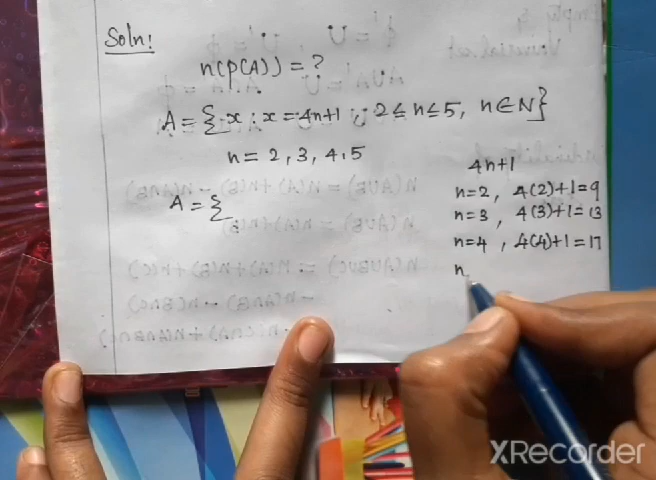 Soln:
n(P(A)) = ?
A = { x : x = 4n+1 , 2 ≤ n ≤ 5, n ∈ N }
n = 2, 3, 4, 5
A = {
4n+1
n=2, 4(2)+1=9
n=3, 4(3)+1=13
n=4, 4(4)+1=17
n
XRecorder